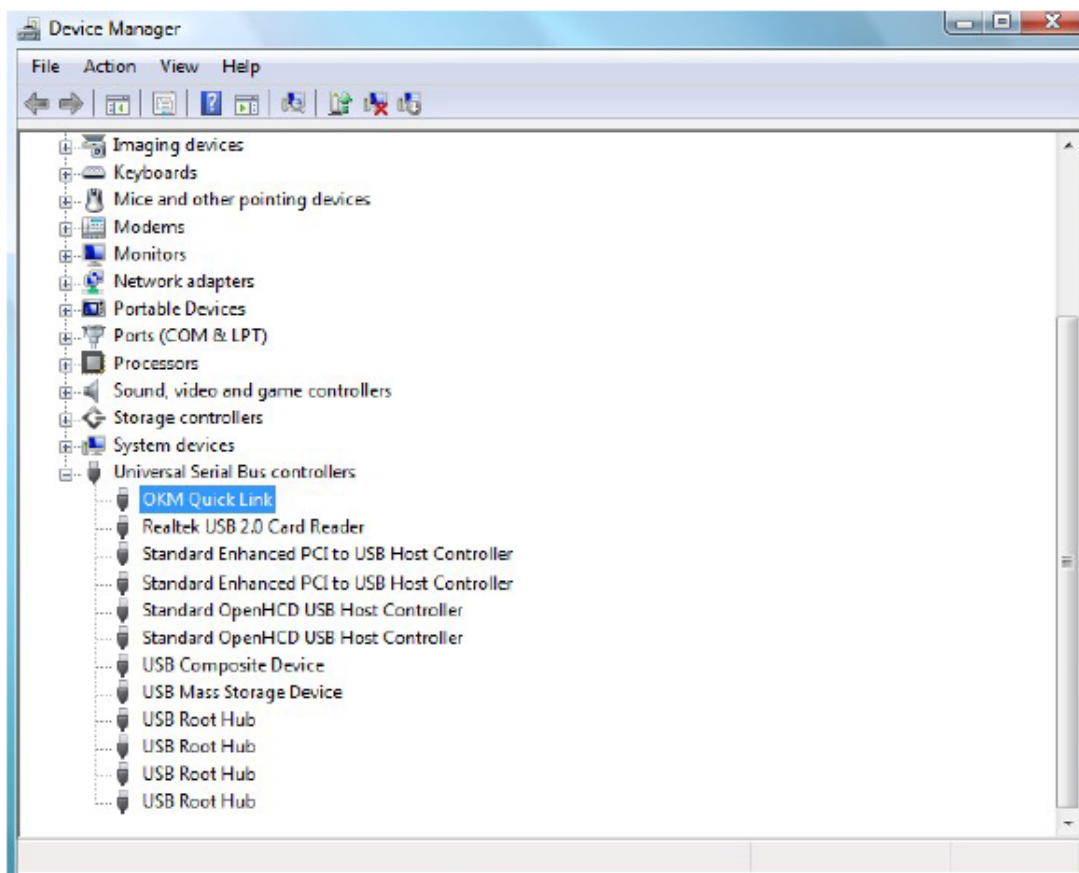 Device Manager
File Action View Help
Imaging devices
Keyboards
Mice and other pointing devices
Modems
Monitors
Network adapters
Portable Devices
Ports (COM & LPT)
Processors
Sound, video and game controllers
Storage controllers
System devices
Universal Serial Bus controllers
OKM Quick Link
Realtek USB 2.0 Card Reader
Standard Enhanced PCI to USB Host Controller
Standard Enhanced PCI to USB Host Controller
Standard OpenHCD USB Host Controller
Standard OpenHCD USB Host Controller
USB Composite Device
USB Mass Storage Device
USB Root Hub
USB Root Hub
USB Root Hub
USB Root Hub